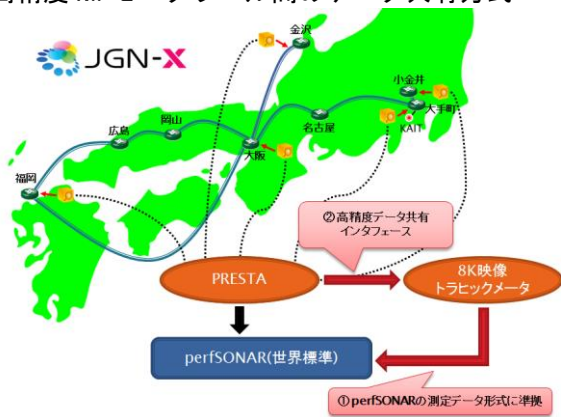 JGN-X
金沢
小金井
大手町
KAIT
名古屋
大阪
岡山
広島
福岡
②高精度データ共有
インタフェース
PRESTA
8K映像
トラヒックメータ
perfSONAR(世界標準)
①perfSONARの測定データ形式に準拠